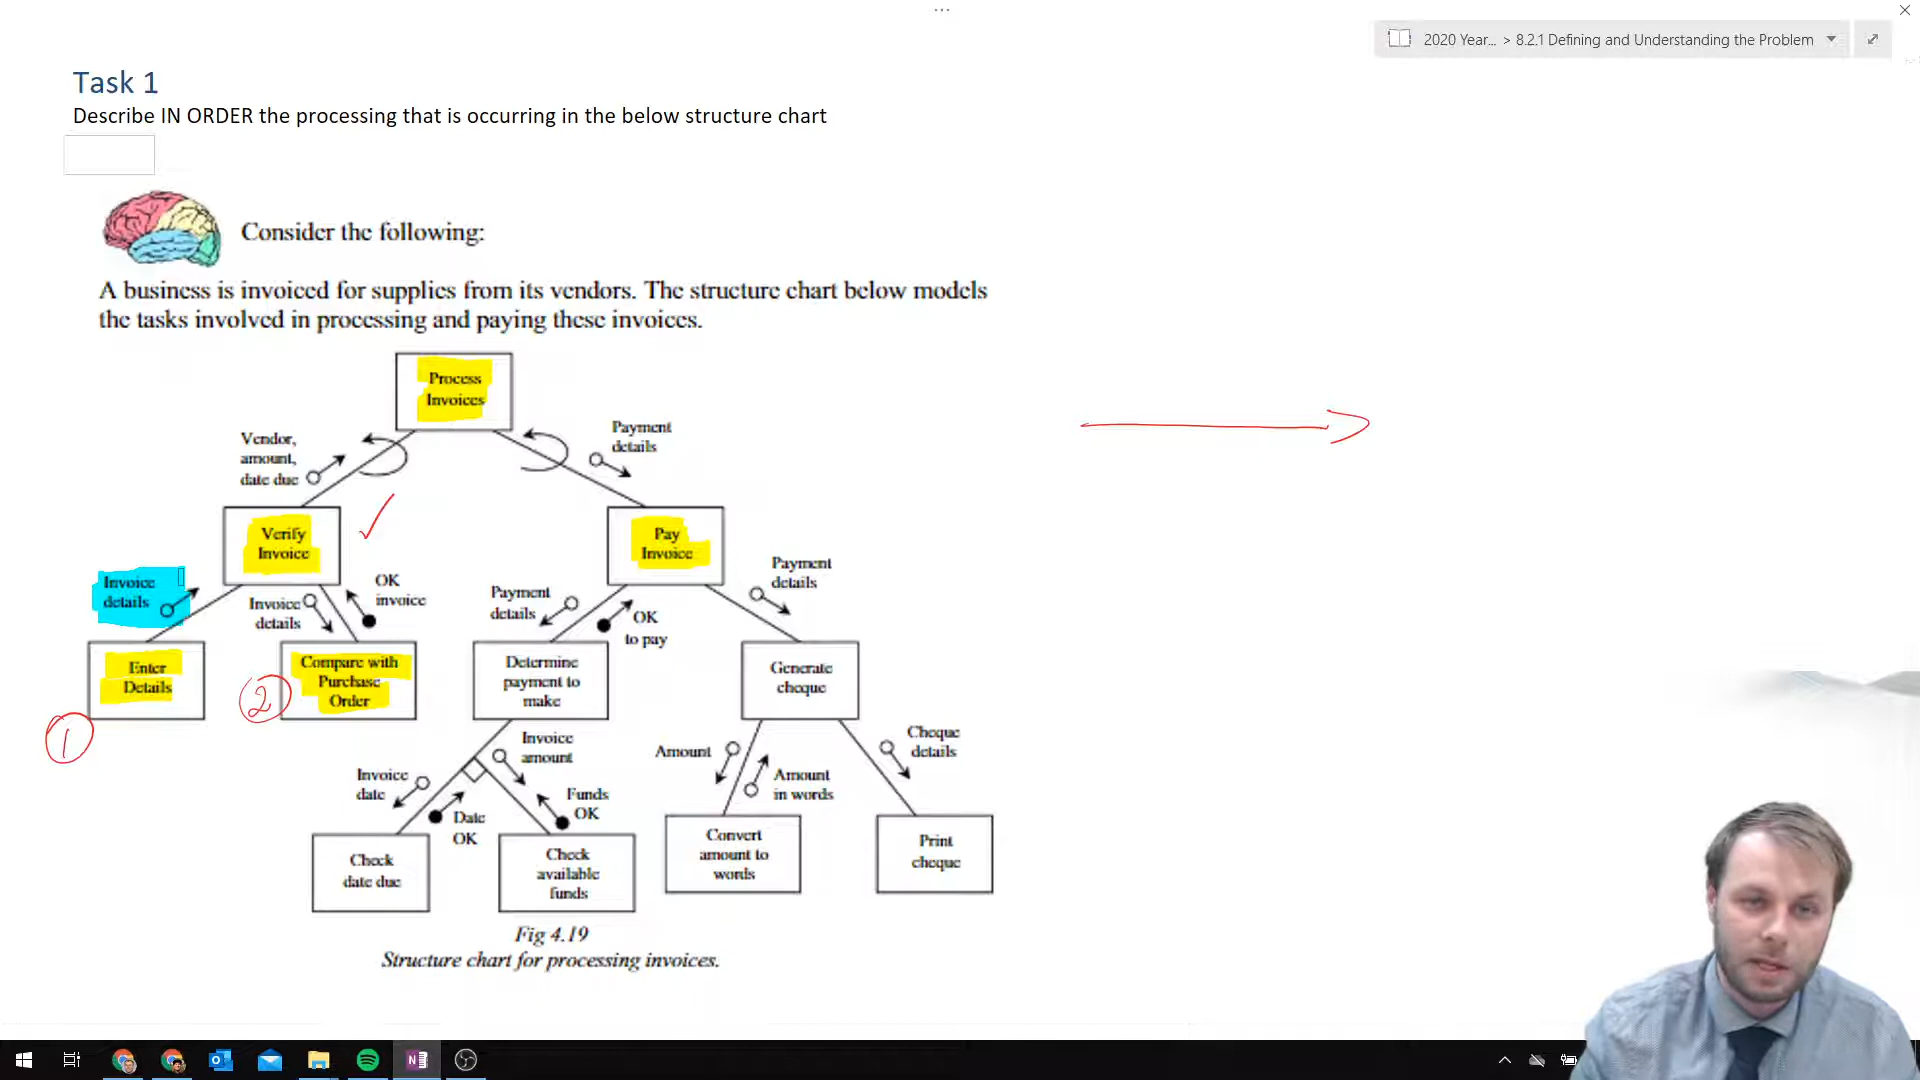 2020 Year... > 8.2.1 Defining and Understanding the Problem
Task 1
Describe IN ORDER the processing that is occurring in the below structure chart
Consider the following:
A business is invoiced for supplies from its vendors. The structure chart below models
the tasks involved in processing and paying these invoices.
Process
Invoices
Vendor,
amount,
date due
Payment
details
Verify
Invoice
Pay
Invoice
Invoice
details
Invoice
details
OK
invoice
Payment
details
OK
to pay
Payment
details
Enter
Details
Compare with
Purchase
Order
Determine
payment to
make
Generate
cheque
1
2
Invoice
date
Date
OK
Invoice
amount
Funds
OK
Amount
Amount
in words
Cheque
details
Check
date due
Check
available
funds
Convert
amount to
words
Print
cheque
Fig 4.19
Structure chart for processing invoices.